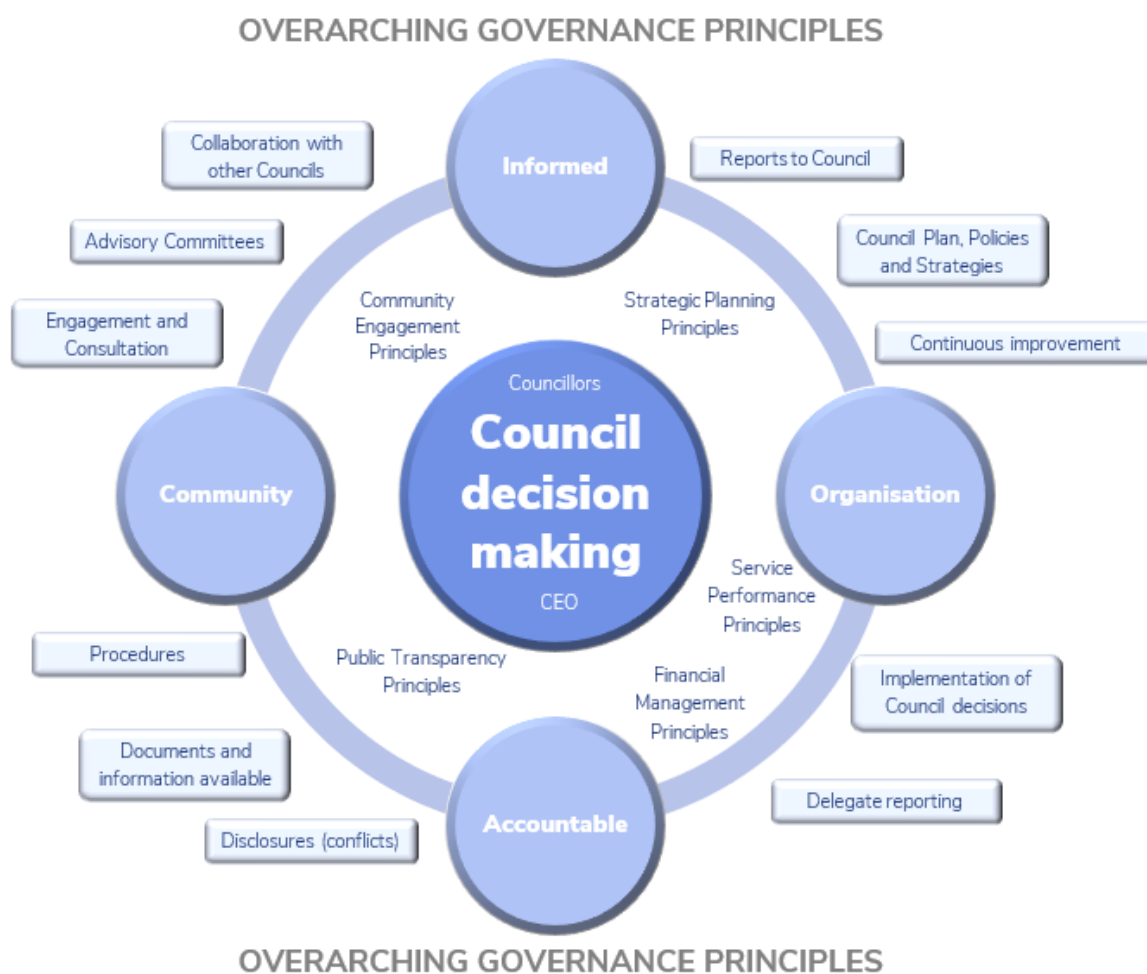 OVERARCHING GOVERNANCE PRINCIPLES
Informed
Collaboration with
other Councils
Reports to Council
Advisory Committees
Council Plan, Policies
and Strategies
Engagement and
Consultation
Continuous improvement
Community
Engagement
Principles
Strategic Planning
Principles
Councillors
Council
decision
making
CEO
Community
Organisation
Service
Performance
Principles
Procedures
Public Transparency
Principles
Financial
Management
Principles
Implementation of
Council decisions
Documents and
information available
Delegate reporting
Accountable
Disclosures (conflicts)
OVERARCHING GOVERNANCE PRINCIPLES